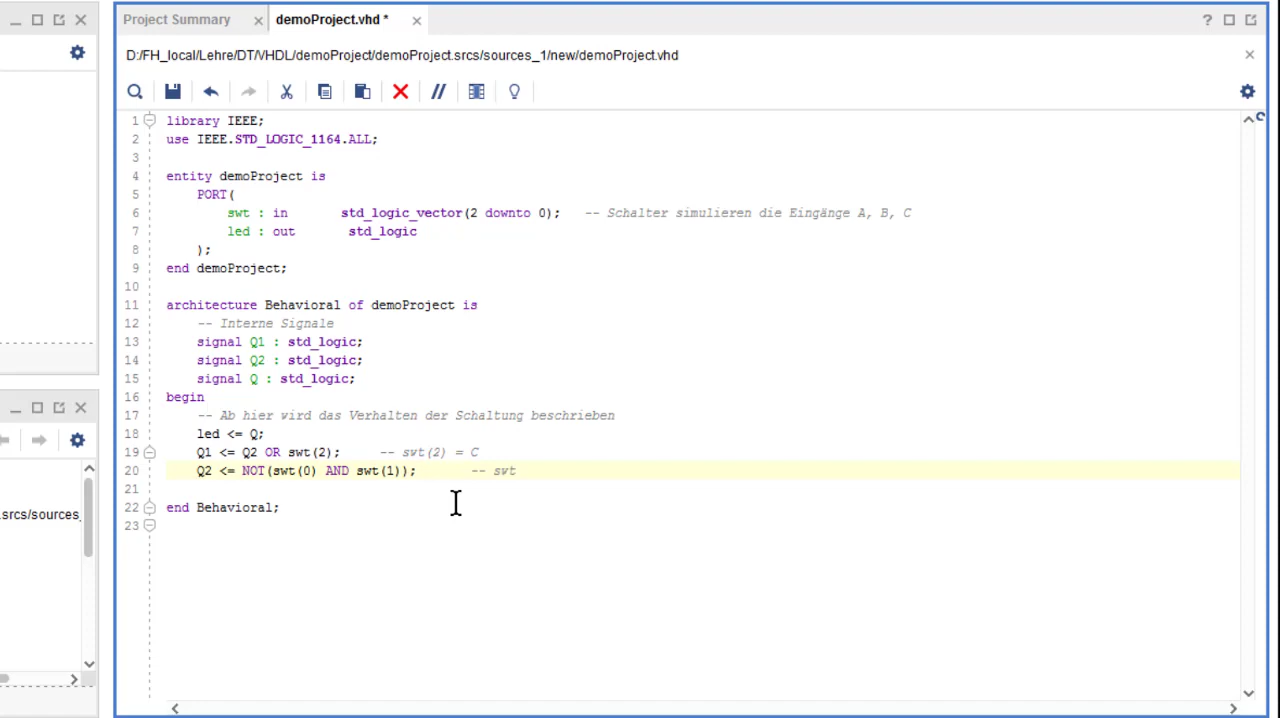 Project Summary
demoProject.vhd *
D:/FH_local/Lehre/DT/VHDL/demoProject/demoProject.srcs/sources_1/new/demoProject.vhd
1 library IEEE;
2 use IEEE.STD_LOGIC_1164.ALL;
3
4 entity demoProject is
5 PORT(
6 swt : in std_logic_vector(2 downto 0); -- Schalter simulieren die Eingänge A, B, C
7 led : out std_logic
8 );
9 end demoProject;
10
11 architecture Behavioral of demoProject is
12 -- Interne Signale
13 signal Q1 : std_logic;
14 signal Q2 : std_logic;
15 signal Q : std_logic;
16 begin
17 -- Ab hier wird das Verhalten der Schaltung beschrieben
18 led <= Q;
19 Q1 <= Q2 OR swt(2); -- swt(2) = C
20 Q2 <= NOT(swt(0) AND swt(1)); -- swt
21
22 end Behavioral;
23
.srcs/sources_